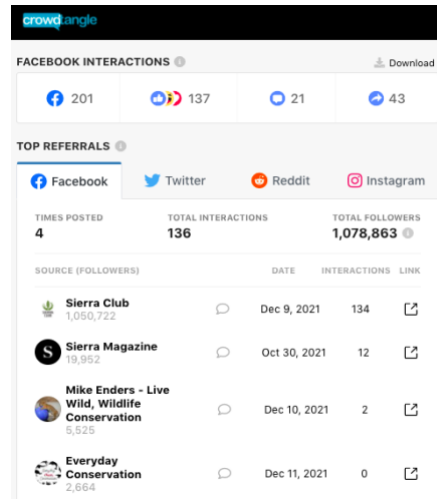 crowdtangle
FACEBOOK INTERACTIONS
Download
201 137 21 43
TOP REFERRALS
Facebook Twitter Reddit Instagram
TIMES POSTED TOTAL INTERACTIONS TOTAL FOLLOWERS
4 136 1,078,863
SOURCE (FOLLOWERS) DATE INTERACTIONS LINK
Sierra Club
1,050,722
Dec 9, 2021 134
S
Sierra Magazine
19,952
Oct 30, 2021 12
Mike Enders - Live
Wild, Wildlife
Conservation
5,525
Dec 10, 2021 2
Everyday
Conservation
2,664
Dec 11, 2021 0